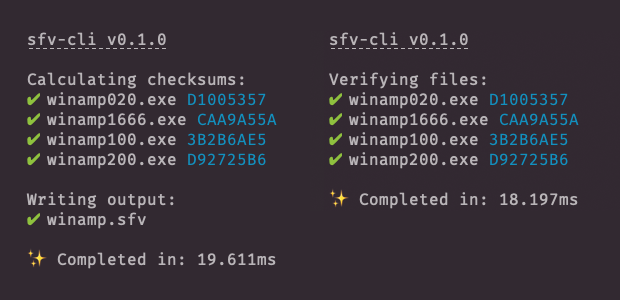 sfv-cli v0.1.0
Calculating checksums:
✔ winamp020.exe D1005357
✔ winamp1666.exe CAA9A55A
✔ winamp100.exe 3B2B6AE5
✔ winamp200.exe D92725B6
Writing output:
✔ winamp.sfv
✨ Completed in: 19.611ms
sfv-cli v0.1.0
Verifying files:
✔ winamp020.exe D1005357
✔ winamp1666.exe CAA9A55A
✔ winamp100.exe 3B2B6AE5
✔ winamp200.exe D92725B6
✨ Completed in: 18.197ms